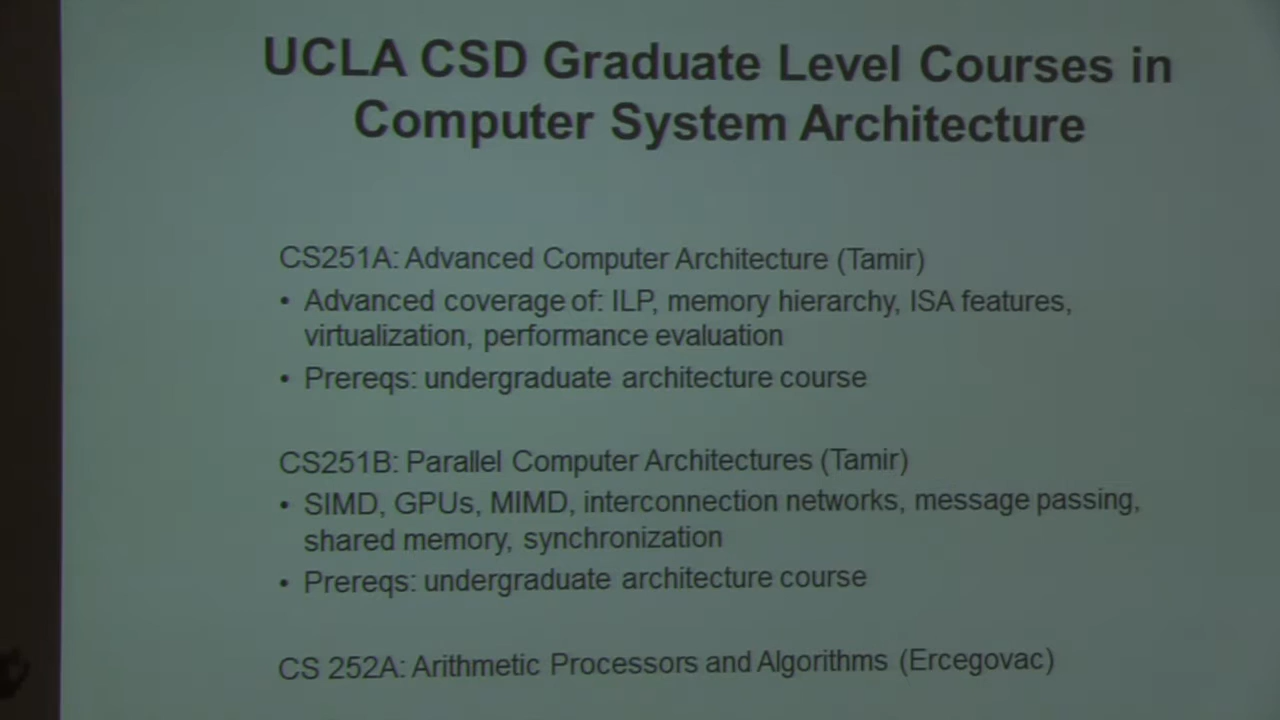 UCLA CSD Graduate Level Courses in
Computer System Architecture
CS251A: Advanced Computer Architecture (Tamir)
• Advanced coverage of: ILP, memory hierarchy, ISA features,
virtualization, performance evaluation
• Prereqs: undergraduate architecture course
CS251B: Parallel Computer Architectures (Tamir)
• SIMD, GPUs, MIMD, interconnection networks, message passing,
shared memory, synchronization
• Prereqs: undergraduate architecture course
CS 252A: Arithmetic Processors and Algorithms (Ercegovac)